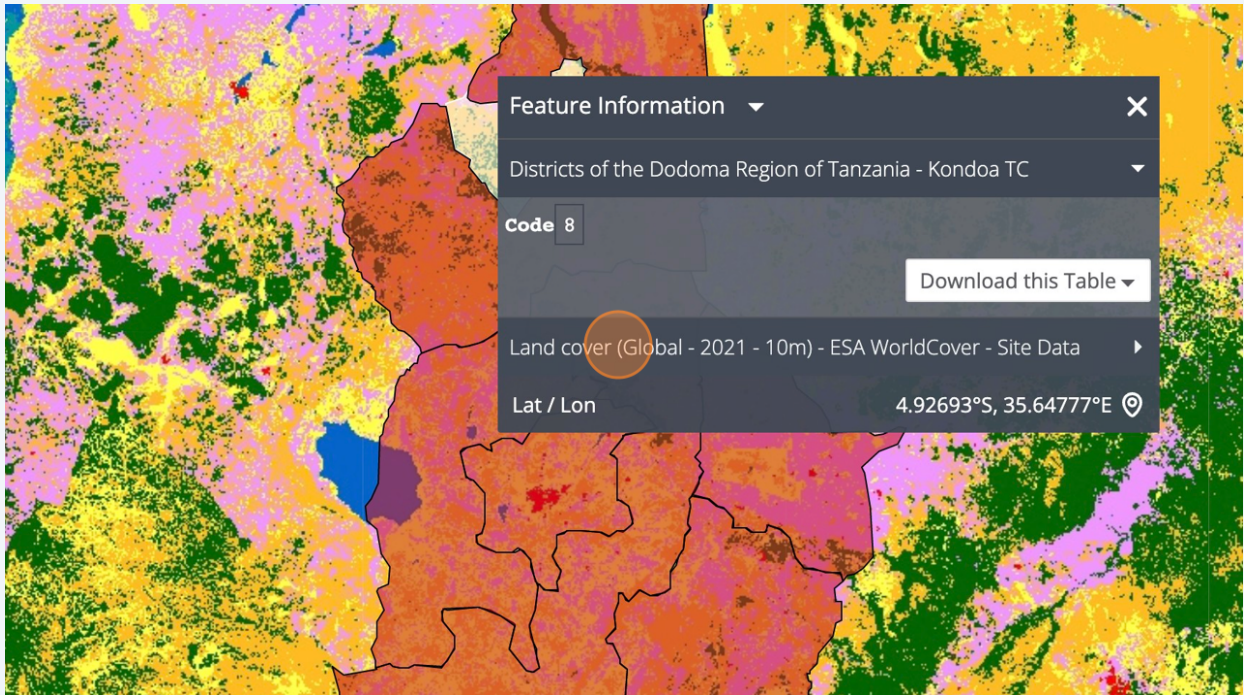 Feature Information
Districts of the Dodoma Region of Tanzania - Kondoa TC
Code 8
Download this Table
Land cover (Global - 2021 - 10m) - ESA WorldCover - Site Data
Lat / Lon 4.92693°S, 35.64777°E